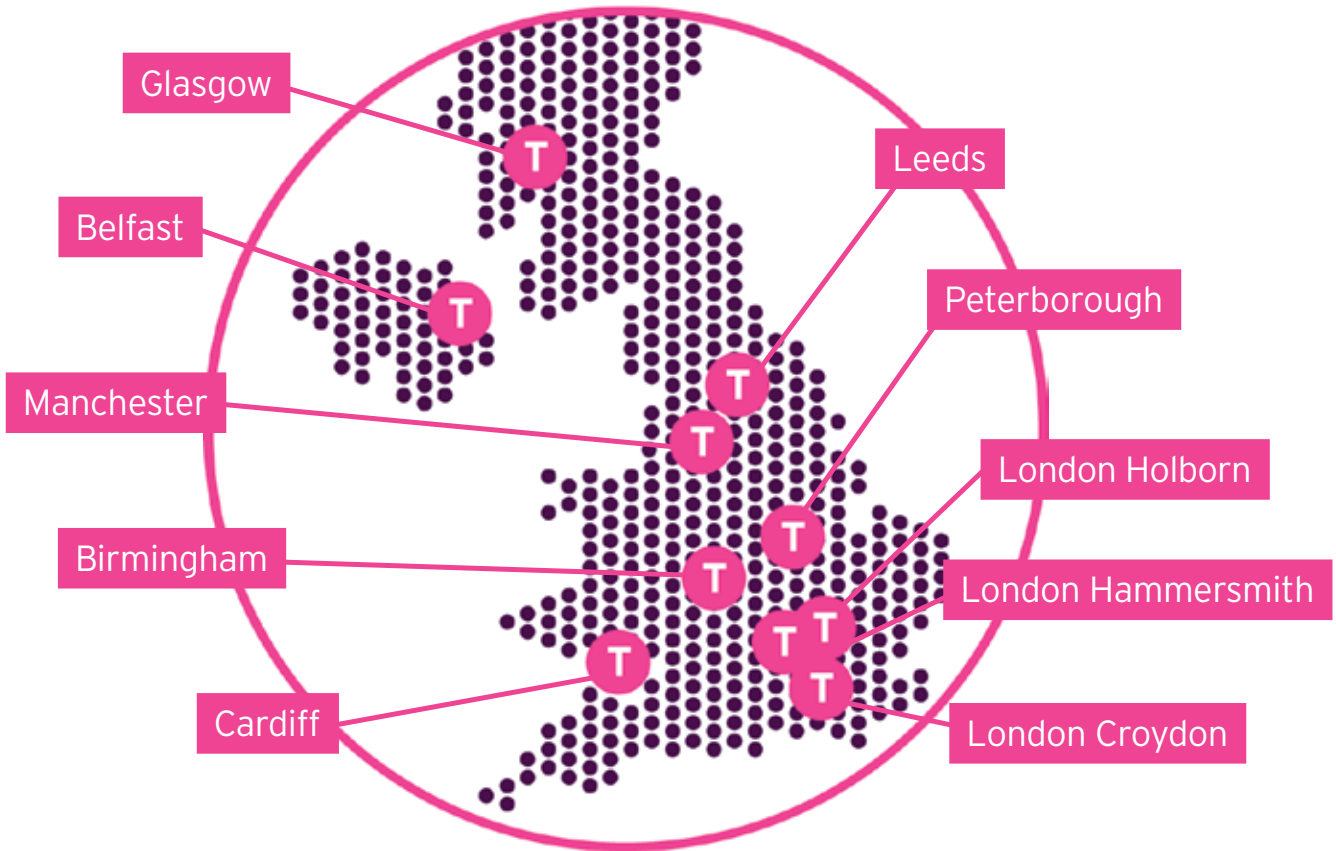 Glasgow
Leeds
Belfast
Peterborough
Manchester
London Holborn
Birmingham
London Hammersmith
Cardiff
London Croydon
T
T
T
T
T
T
T
T
T
T